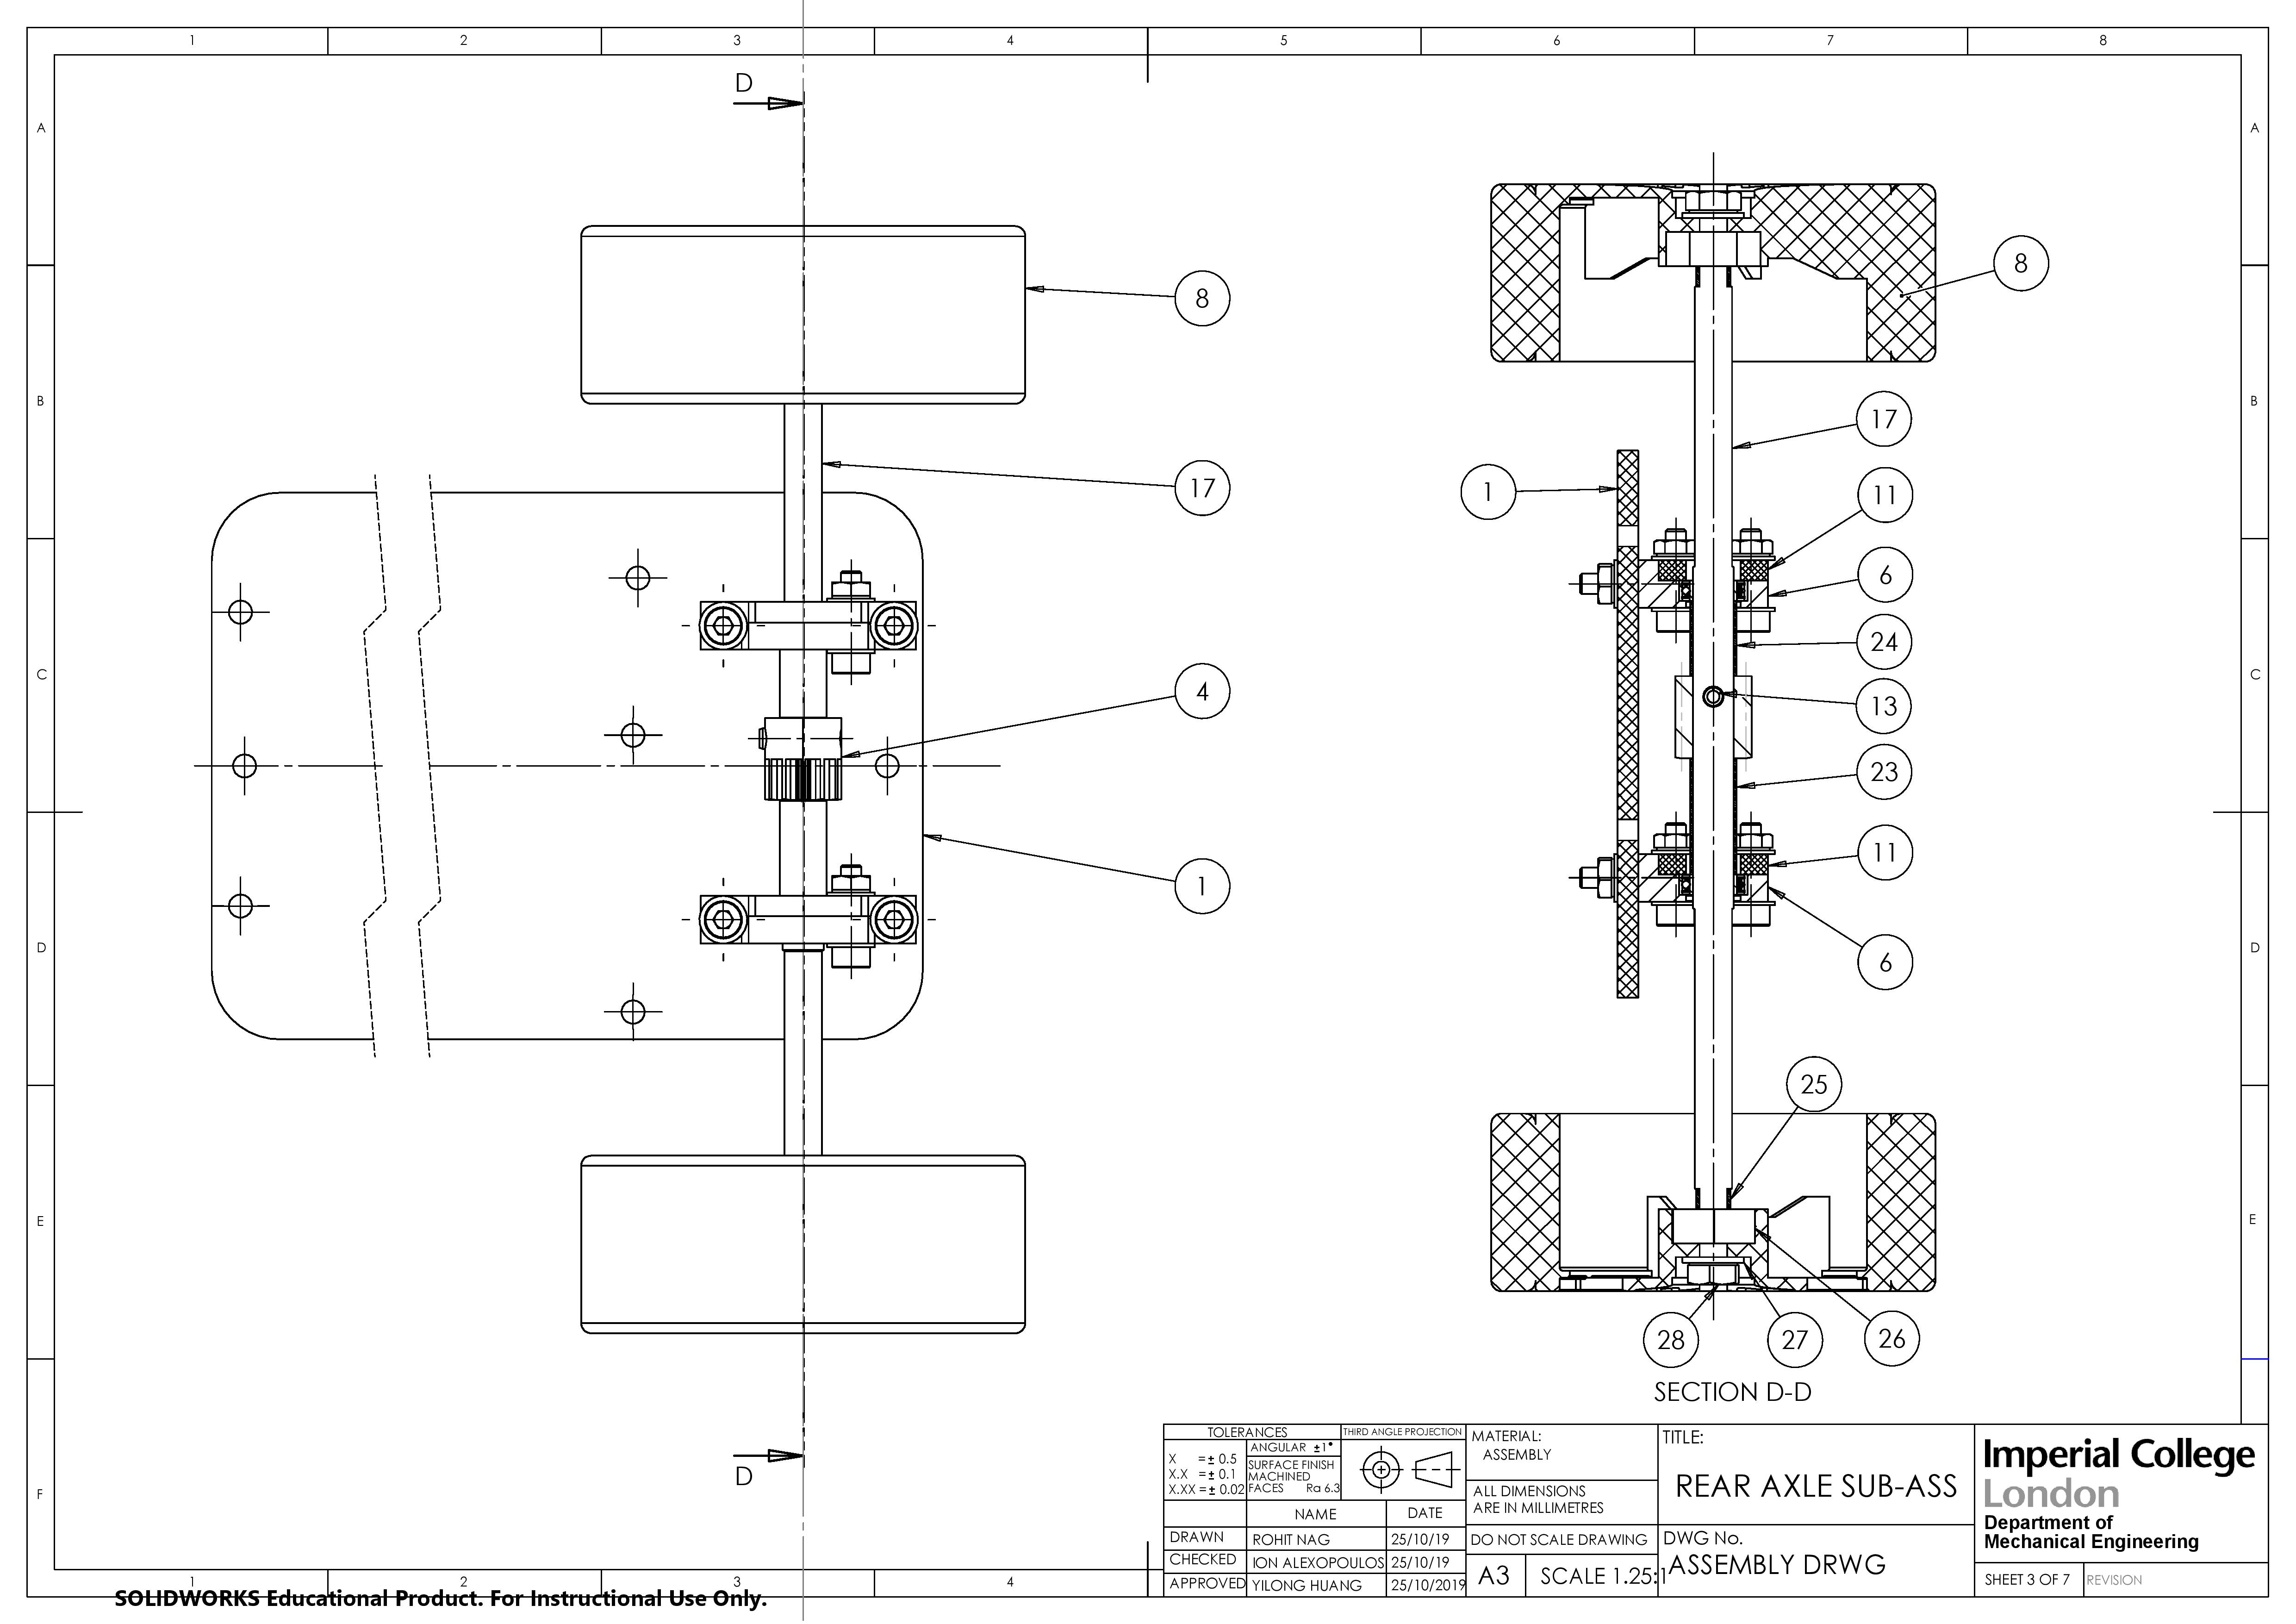 1 2 3 4 5 6 7 8
A A
D
8
8
B B
17
17
1
11
6
C C
24
4
13
23
11
1
D D
6
25
E E
28 27 26
SECTION D-D
D
F
TOLERANCES
X =± 0.5
X.X =± 0.1
X.XX =± 0.02
ANGULAR ±1°
SURFACE FINISH
MACHINED
FACES Ra 6.3
THIRD ANGLE PROJECTION
MATERIAL:
ASSEMBLY
ALL DIMENSIONS
ARE IN MILLIMETRES
TITLE:
REAR AXLE SUB-ASS
NAME DATE
DRAWN ROHIT NAG 25/10/19
CHECKED ION ALEXOPOULOS 25/10/19
APPROVED YILONG HUANG 25/10/2019
DO NOT SCALE DRAWING
A3 SCALE 1.25:1
DWG No.
ASSEMBLY DRWG
Imperial College
London
Department of
Mechanical Engineering
SHEET 3 OF 7 REVISION
1 2 3 4
SOLIDWORKS Educational Product. For Instructional Use Only.